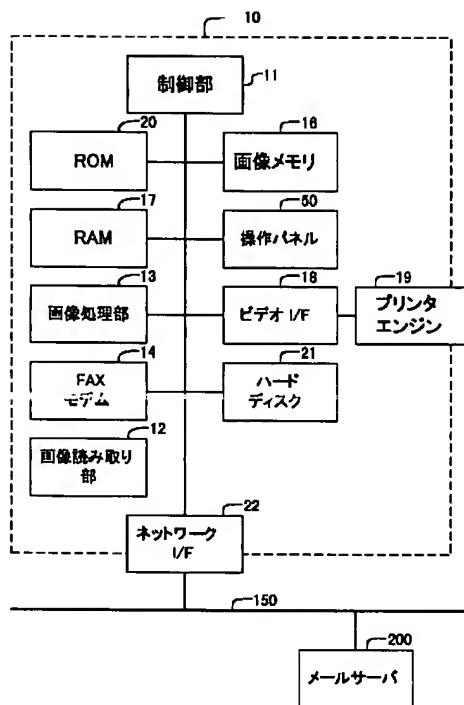 10
制御部
11
20
ROM
16
画像メモリ
17
RAM
50
操作パネル
13
画像処理部
18
ビデオ I/F
19
プリンタ
エンジン
14
FAX
モデム
21
ハード
ディスク
12
画像読み取り
部
22
ネットワーク
I/F
150
200
メールサーバ